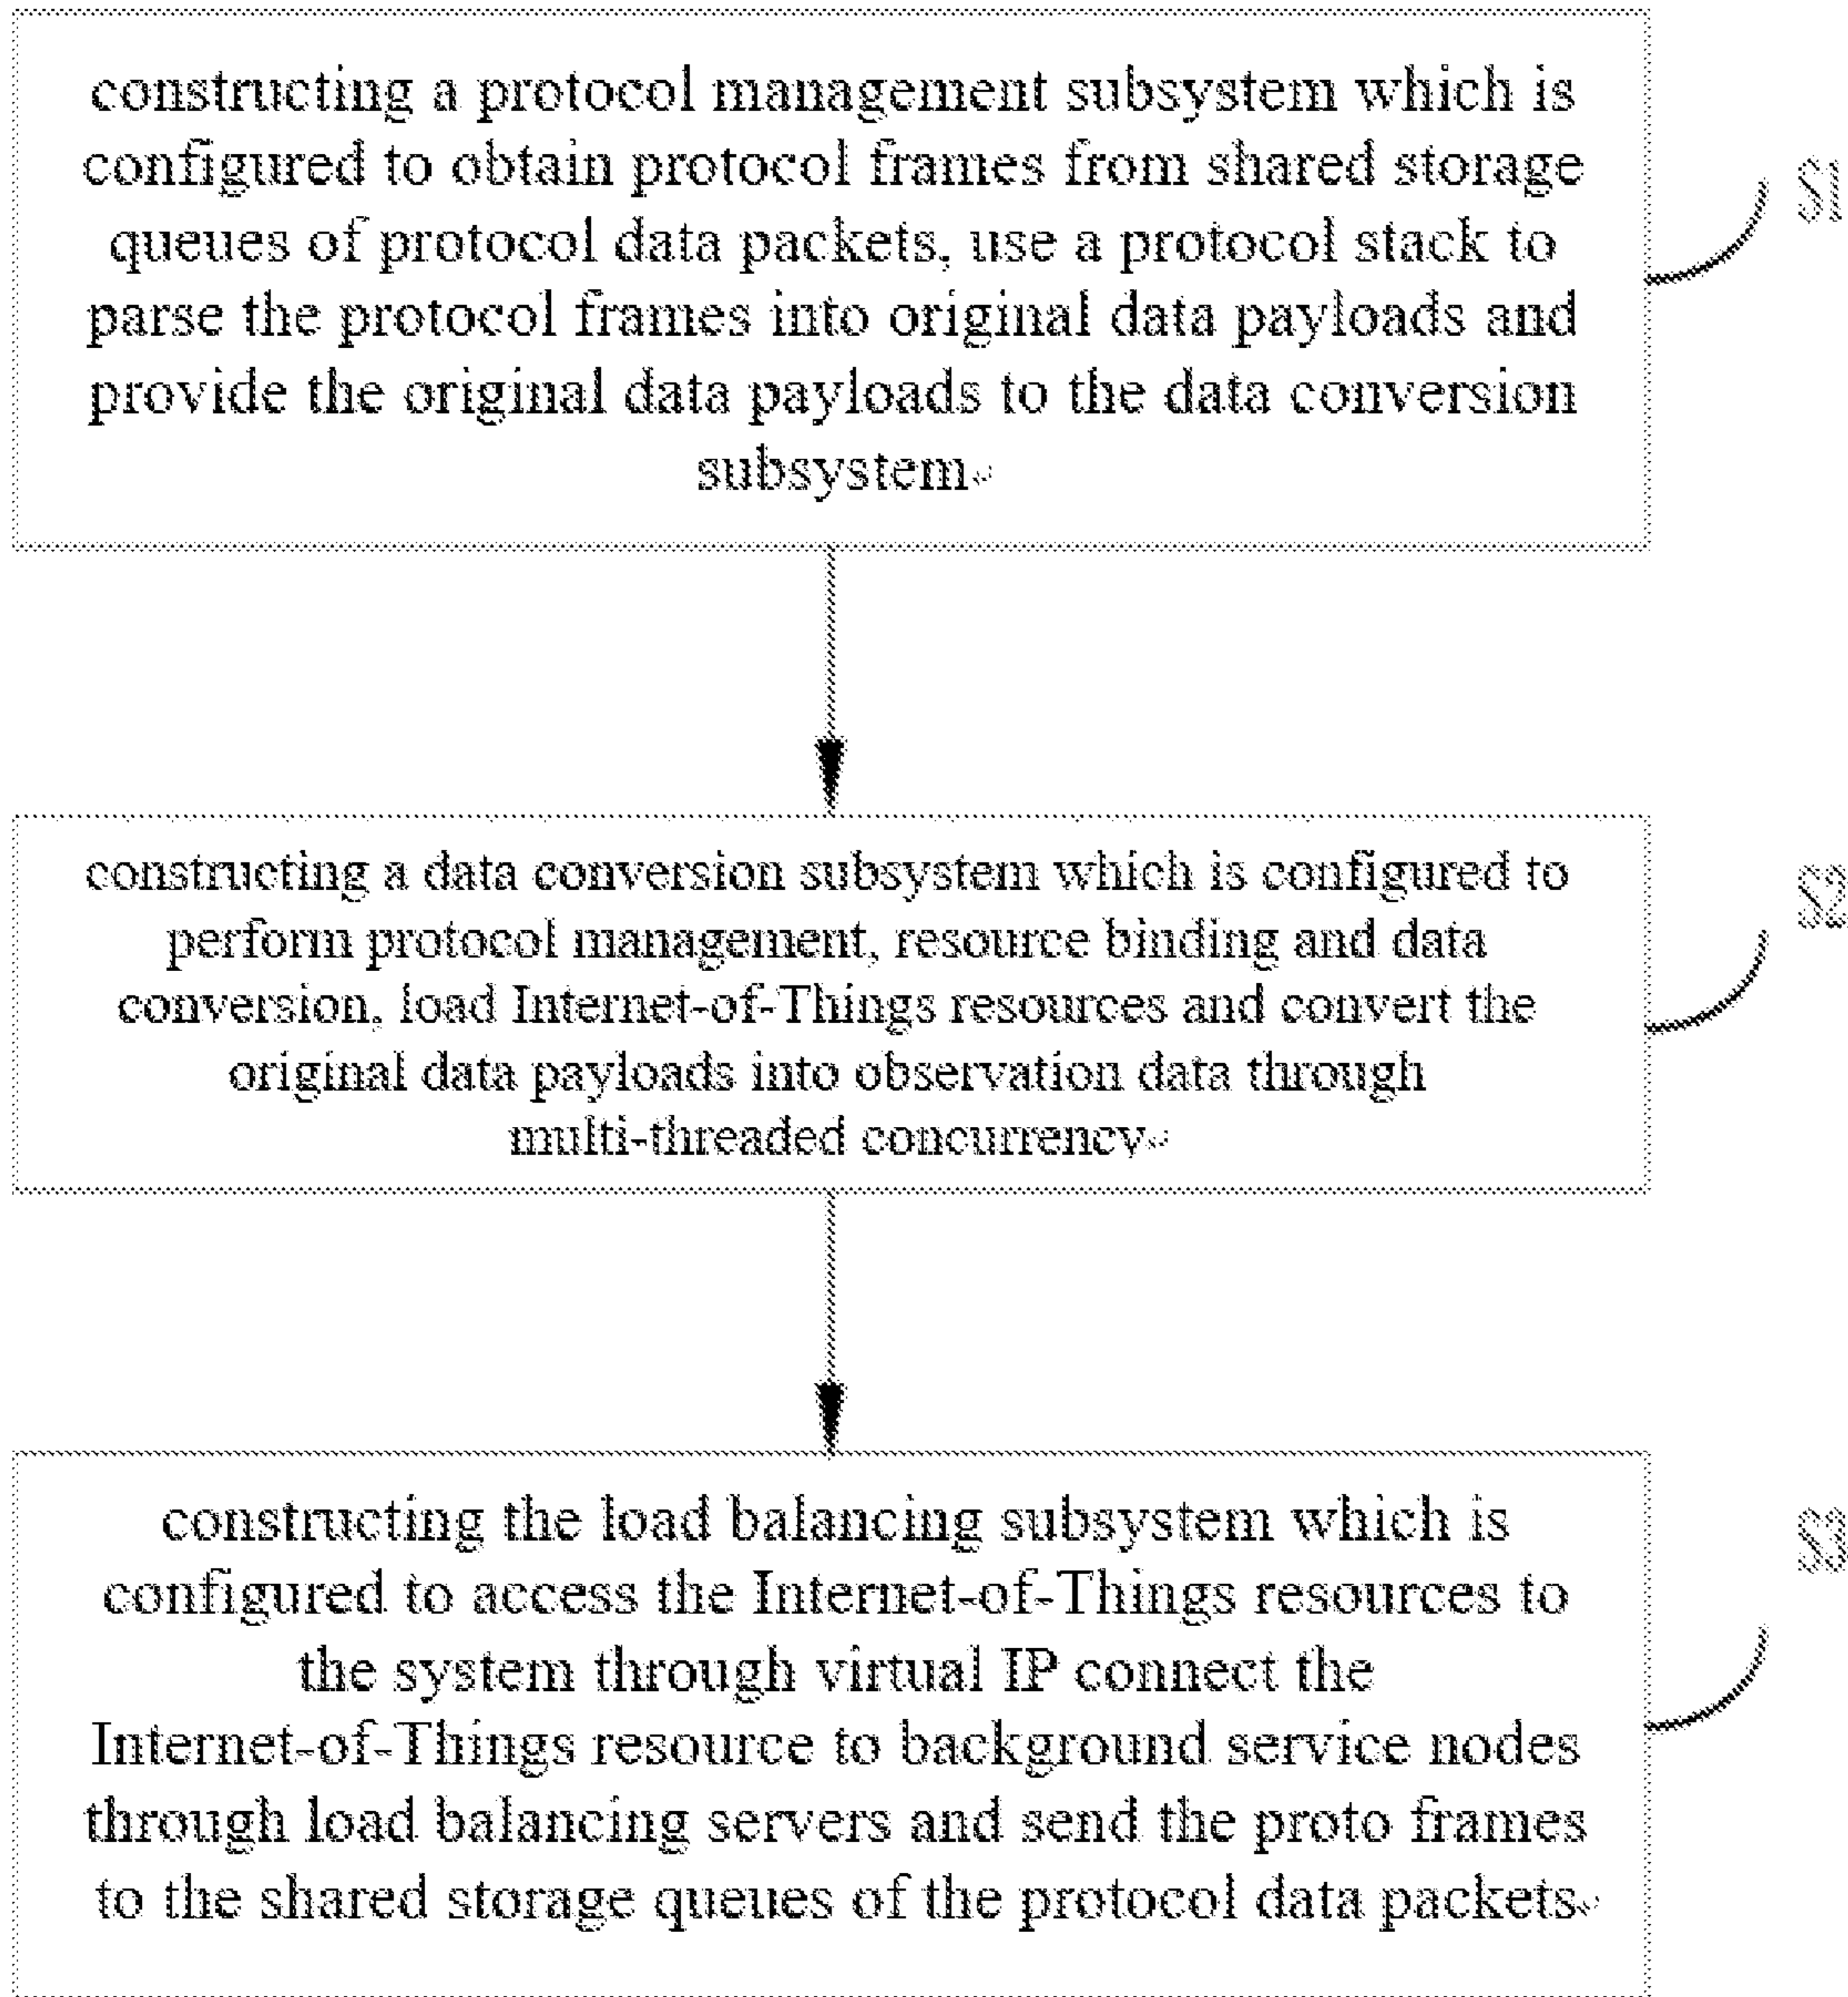 constructing a protocol management subsystem which is
configured to obtain protocol frames from shared storage
queues of protocol data packets, use a protocol stack to
parse the protocol frames into original data payloads and
provide the original data payloads to the data conversion
subsystem
S1
constructing a data conversion subsystem which is configured to
perform protocol management, resource binding and data
conversion, load Internet-of-Things resources and convert the
original data payloads into observation data through
multi-threaded concurrency
S2
constructing the load balancing subsystem which is
configured to access the Internet-of-Things resources to
the system through virtual IP connect the
Internet-of-Things resource to background service nodes
through load balancing servers and send the proto frames
to the shared storage queues of the protocol data packets
S3